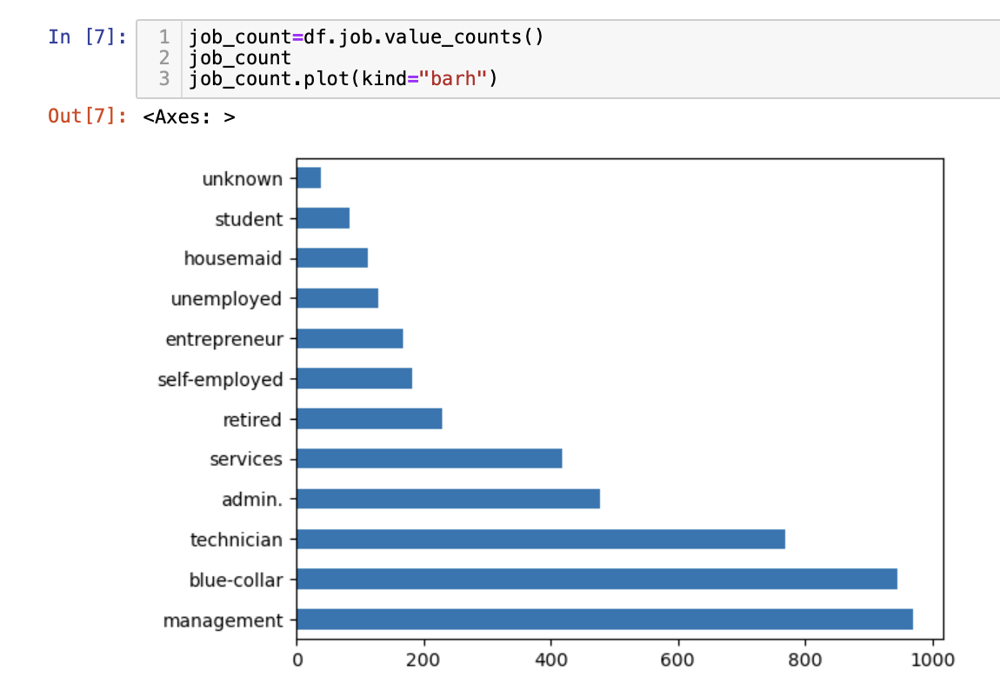 In [7]:
1 job_count=df.job.value_counts()
2 job_count
3 job_count.plot(kind="barh")
Out[7]: <Axes: >
unknown
student
housemaid
unemployed
entrepreneur
self-employed
retired
services
admin.
technician
blue-collar
management
0 200 400 600 800 1000